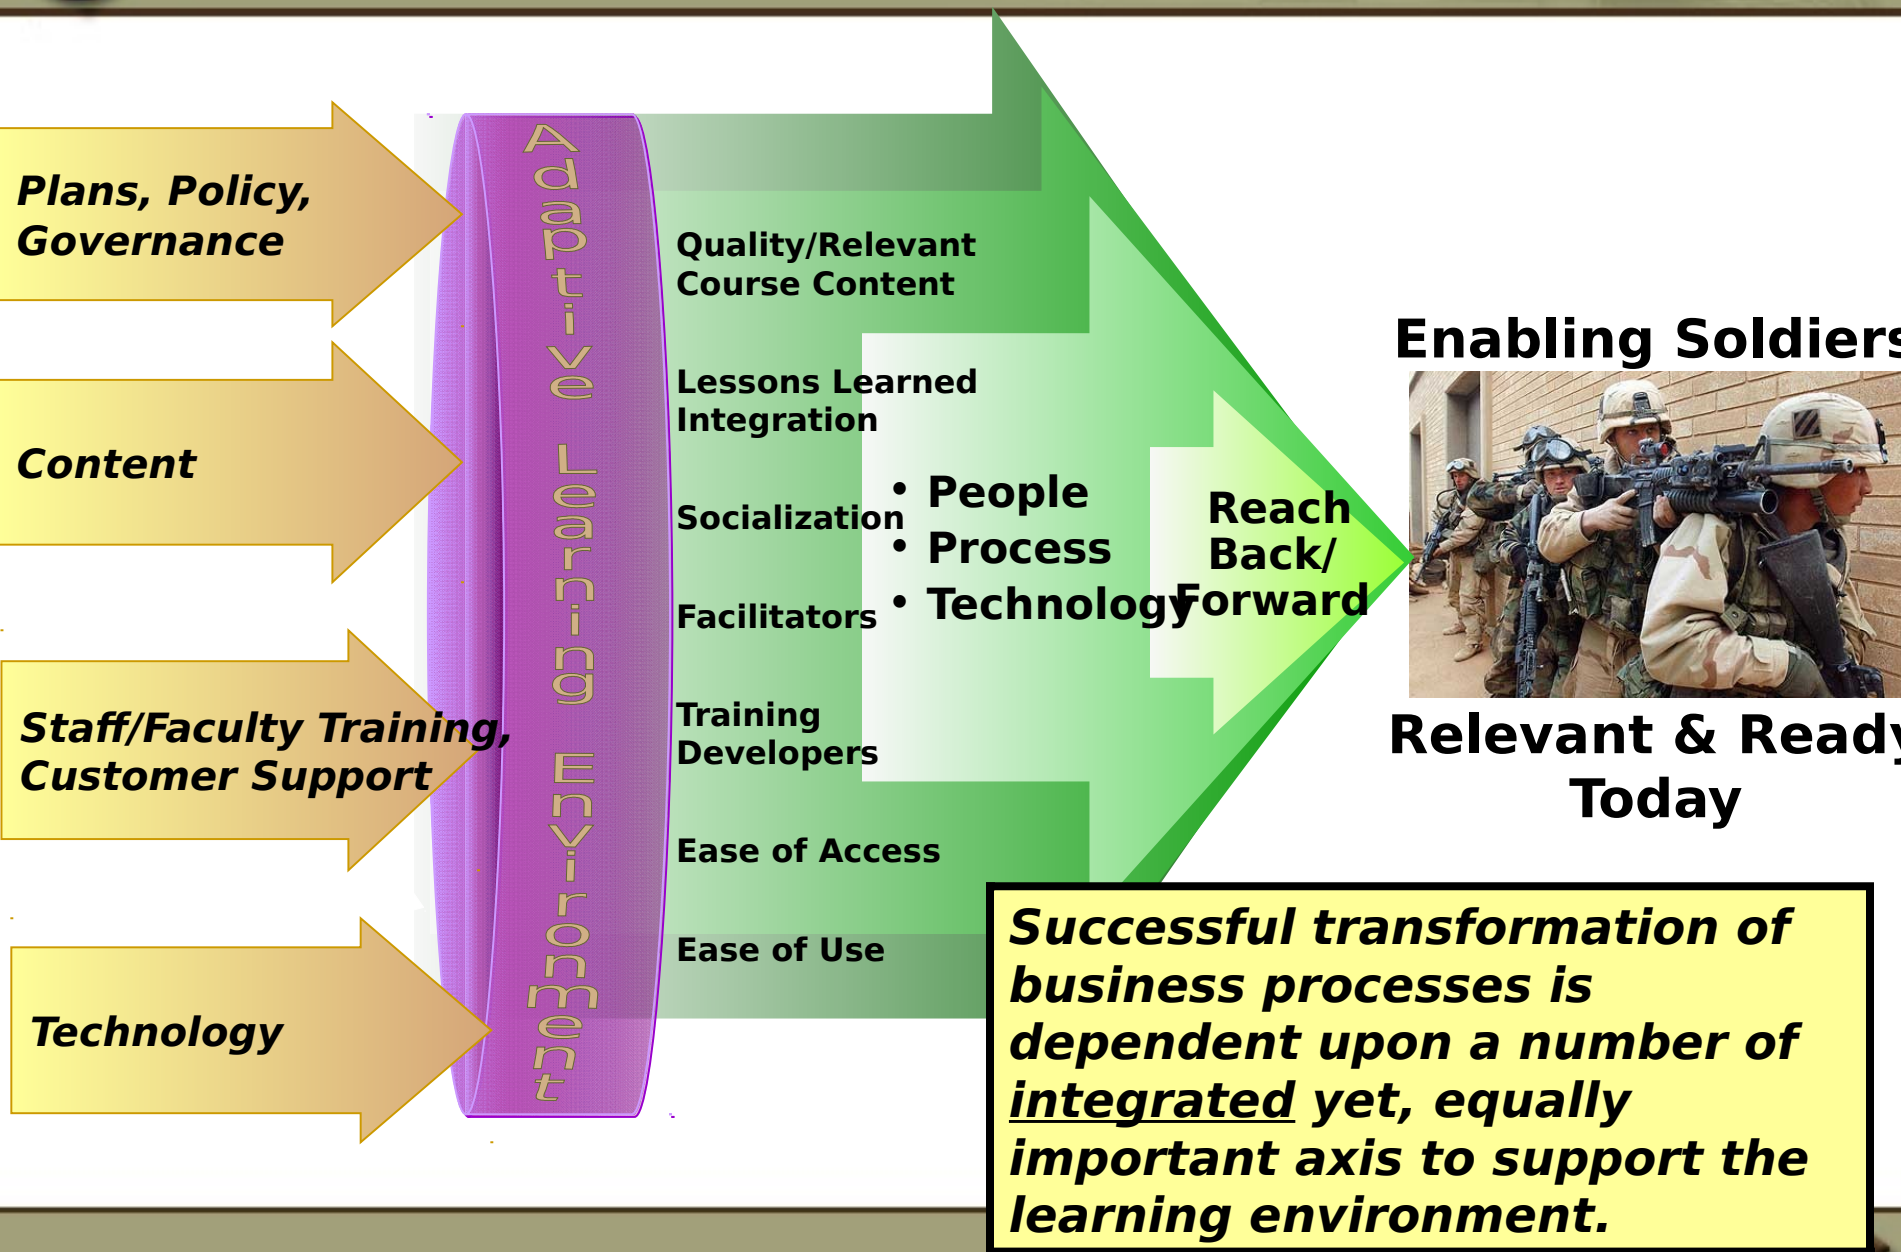 Plans, Policy,
Governance
Content
Staff/Faculty Training,
Customer Support
Technology
Adaptive Learning Environment
Quality/Relevant
Course Content
Lessons Learned
Integration
Socialization
Facilitators
Training
Developers
Ease of Access
Ease of Use
• People
• Process
• Technology
Reach
Back/
Forward
Enabling Soldiers
Relevant & Ready
Today
Successful transformation of
business processes is
dependent upon a number of
integrated yet, equally
important axis to support the
learning environment.